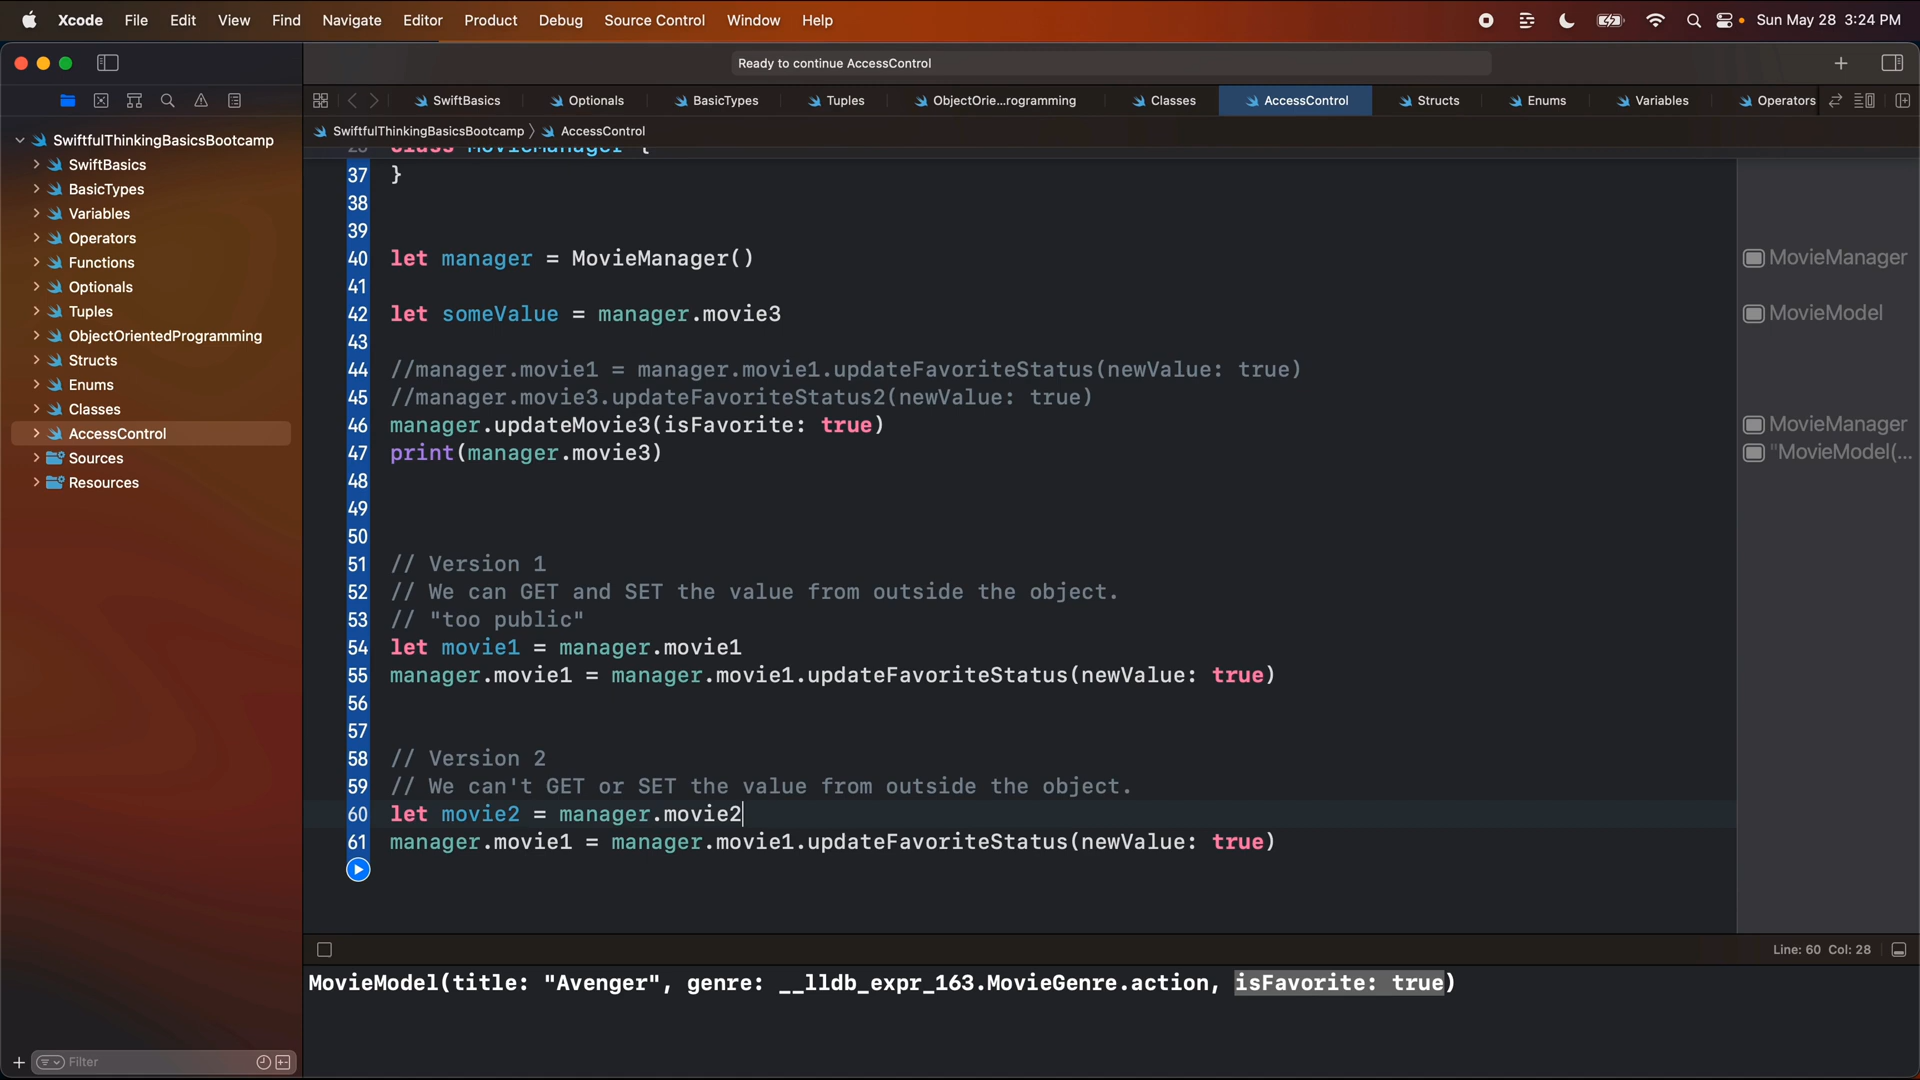 Xcode File Edit View Find Navigate Editor Product Debug Source Control Window Help Sun May 28 3:24 PM
Ready to continue AccessControl
SwiftBasics Optionals BasicTypes Tuples ObjectOrie...rogramming Classes AccessControl Structs Enums Variables Operators
SwiftfulThinkingBasicsBootcamp AccessControl
SwiftfulThinkingBasicsBootcamp
SwiftBasics
BasicTypes
Variables
Operators
Functions
Optionals
Tuples
ObjectOrientedProgramming
Structs
Enums
Classes
AccessControl
Sources
Resources
Filter
class MovieManager {
37 }
38
39
40 let manager = MovieManager() MovieManager
41
42 let someValue = manager.movie3 MovieModel
43
44 //manager.movie1 = manager.movie1.updateFavoriteStatus(newValue: true)
45 //manager.movie3.updateFavoriteStatus2(newValue: true)
46 manager.updateMovie3(isFavorite: true) MovieManager
47 print(manager.movie3) "MovieModel(...
48
49
50
51 // Version 1
52 // We can GET and SET the value from outside the object.
53 // "too public"
54 let movie1 = manager.movie1
55 manager.movie1 = manager.movie1.updateFavoriteStatus(newValue: true)
56
57
58 // Version 2
59 // We can't GET or SET the value from outside the object.
60 let movie2 = manager.movie2
61 manager.movie1 = manager.movie1.updateFavoriteStatus(newValue: true)
Line: 60 Col: 28
MovieModel(title: "Avenger", genre: __lldb_expr_163.MovieGenre.action, isFavorite: true)